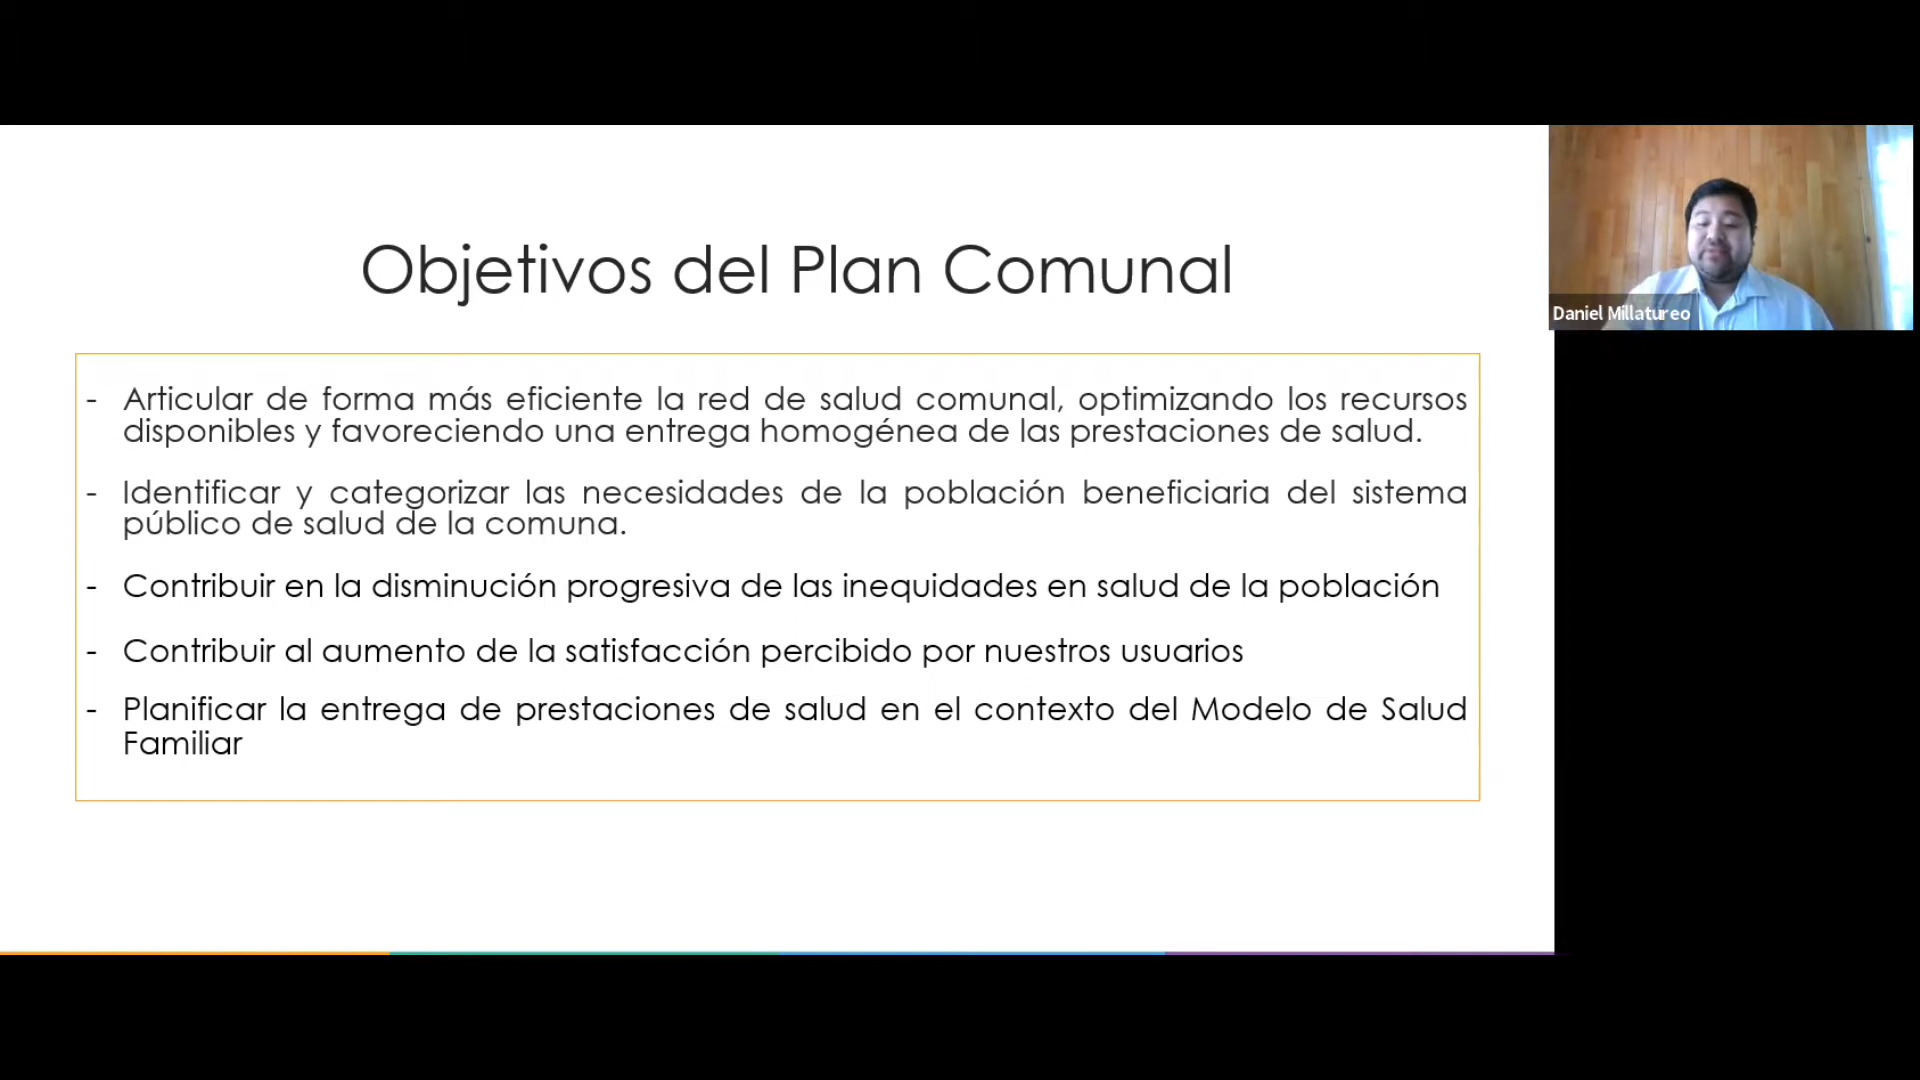 Objetivos del Plan Comunal
- Articular de forma más eficiente la red de salud comunal, optimizando los recursos
disponibles y favoreciendo una entrega homogénea de las prestaciones de salud.
- Identificar y categorizar las necesidades de la población beneficiaria del sistema
público de salud de la comuna.
- Contribuir en la disminución progresiva de las inequidades en salud de la población
- Contribuir al aumento de la satisfacción percibido por nuestros usuarios
- Planificar la entrega de prestaciones de salud en el contexto del Modelo de Salud
Familiar
Daniel Millatureo